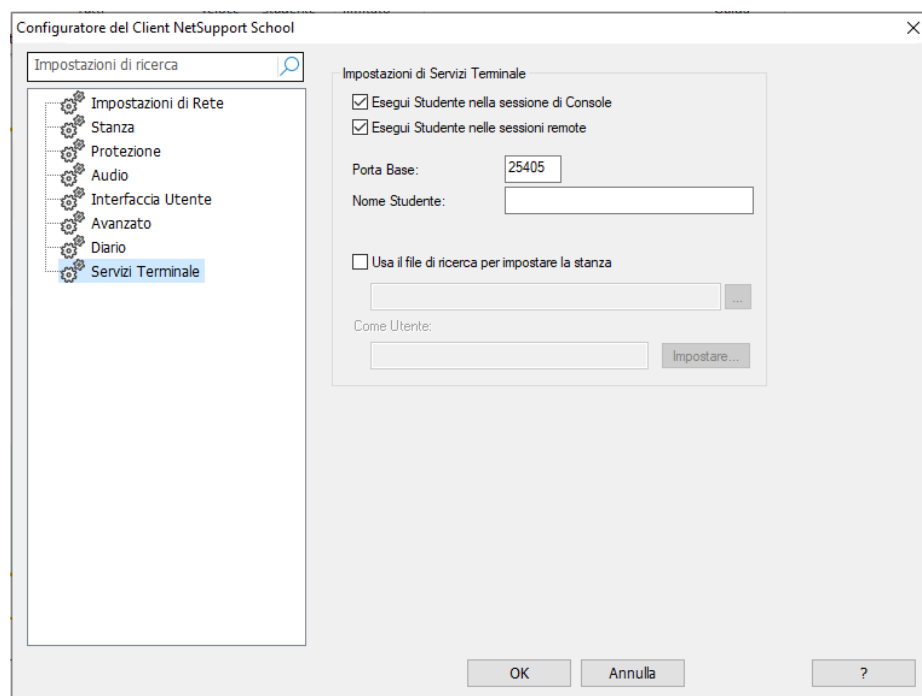 Configuratore del Client NetSupport School
Impostazioni di ricerca
Impostazioni di Rete
Stanza
Protezione
Audio
Interfaccia Utente
Avanzato
Diario
Servizi Terminale
Impostazioni di Servizi Terminale
Esegui Studente nella sessione di Console
Esegui Studente nelle sessioni remote
Porta Base: 25405
Nome Studente:
Usa il file di ricerca per impostare la stanza
...
Come Utente:
Impostare...
OK Annulla ?